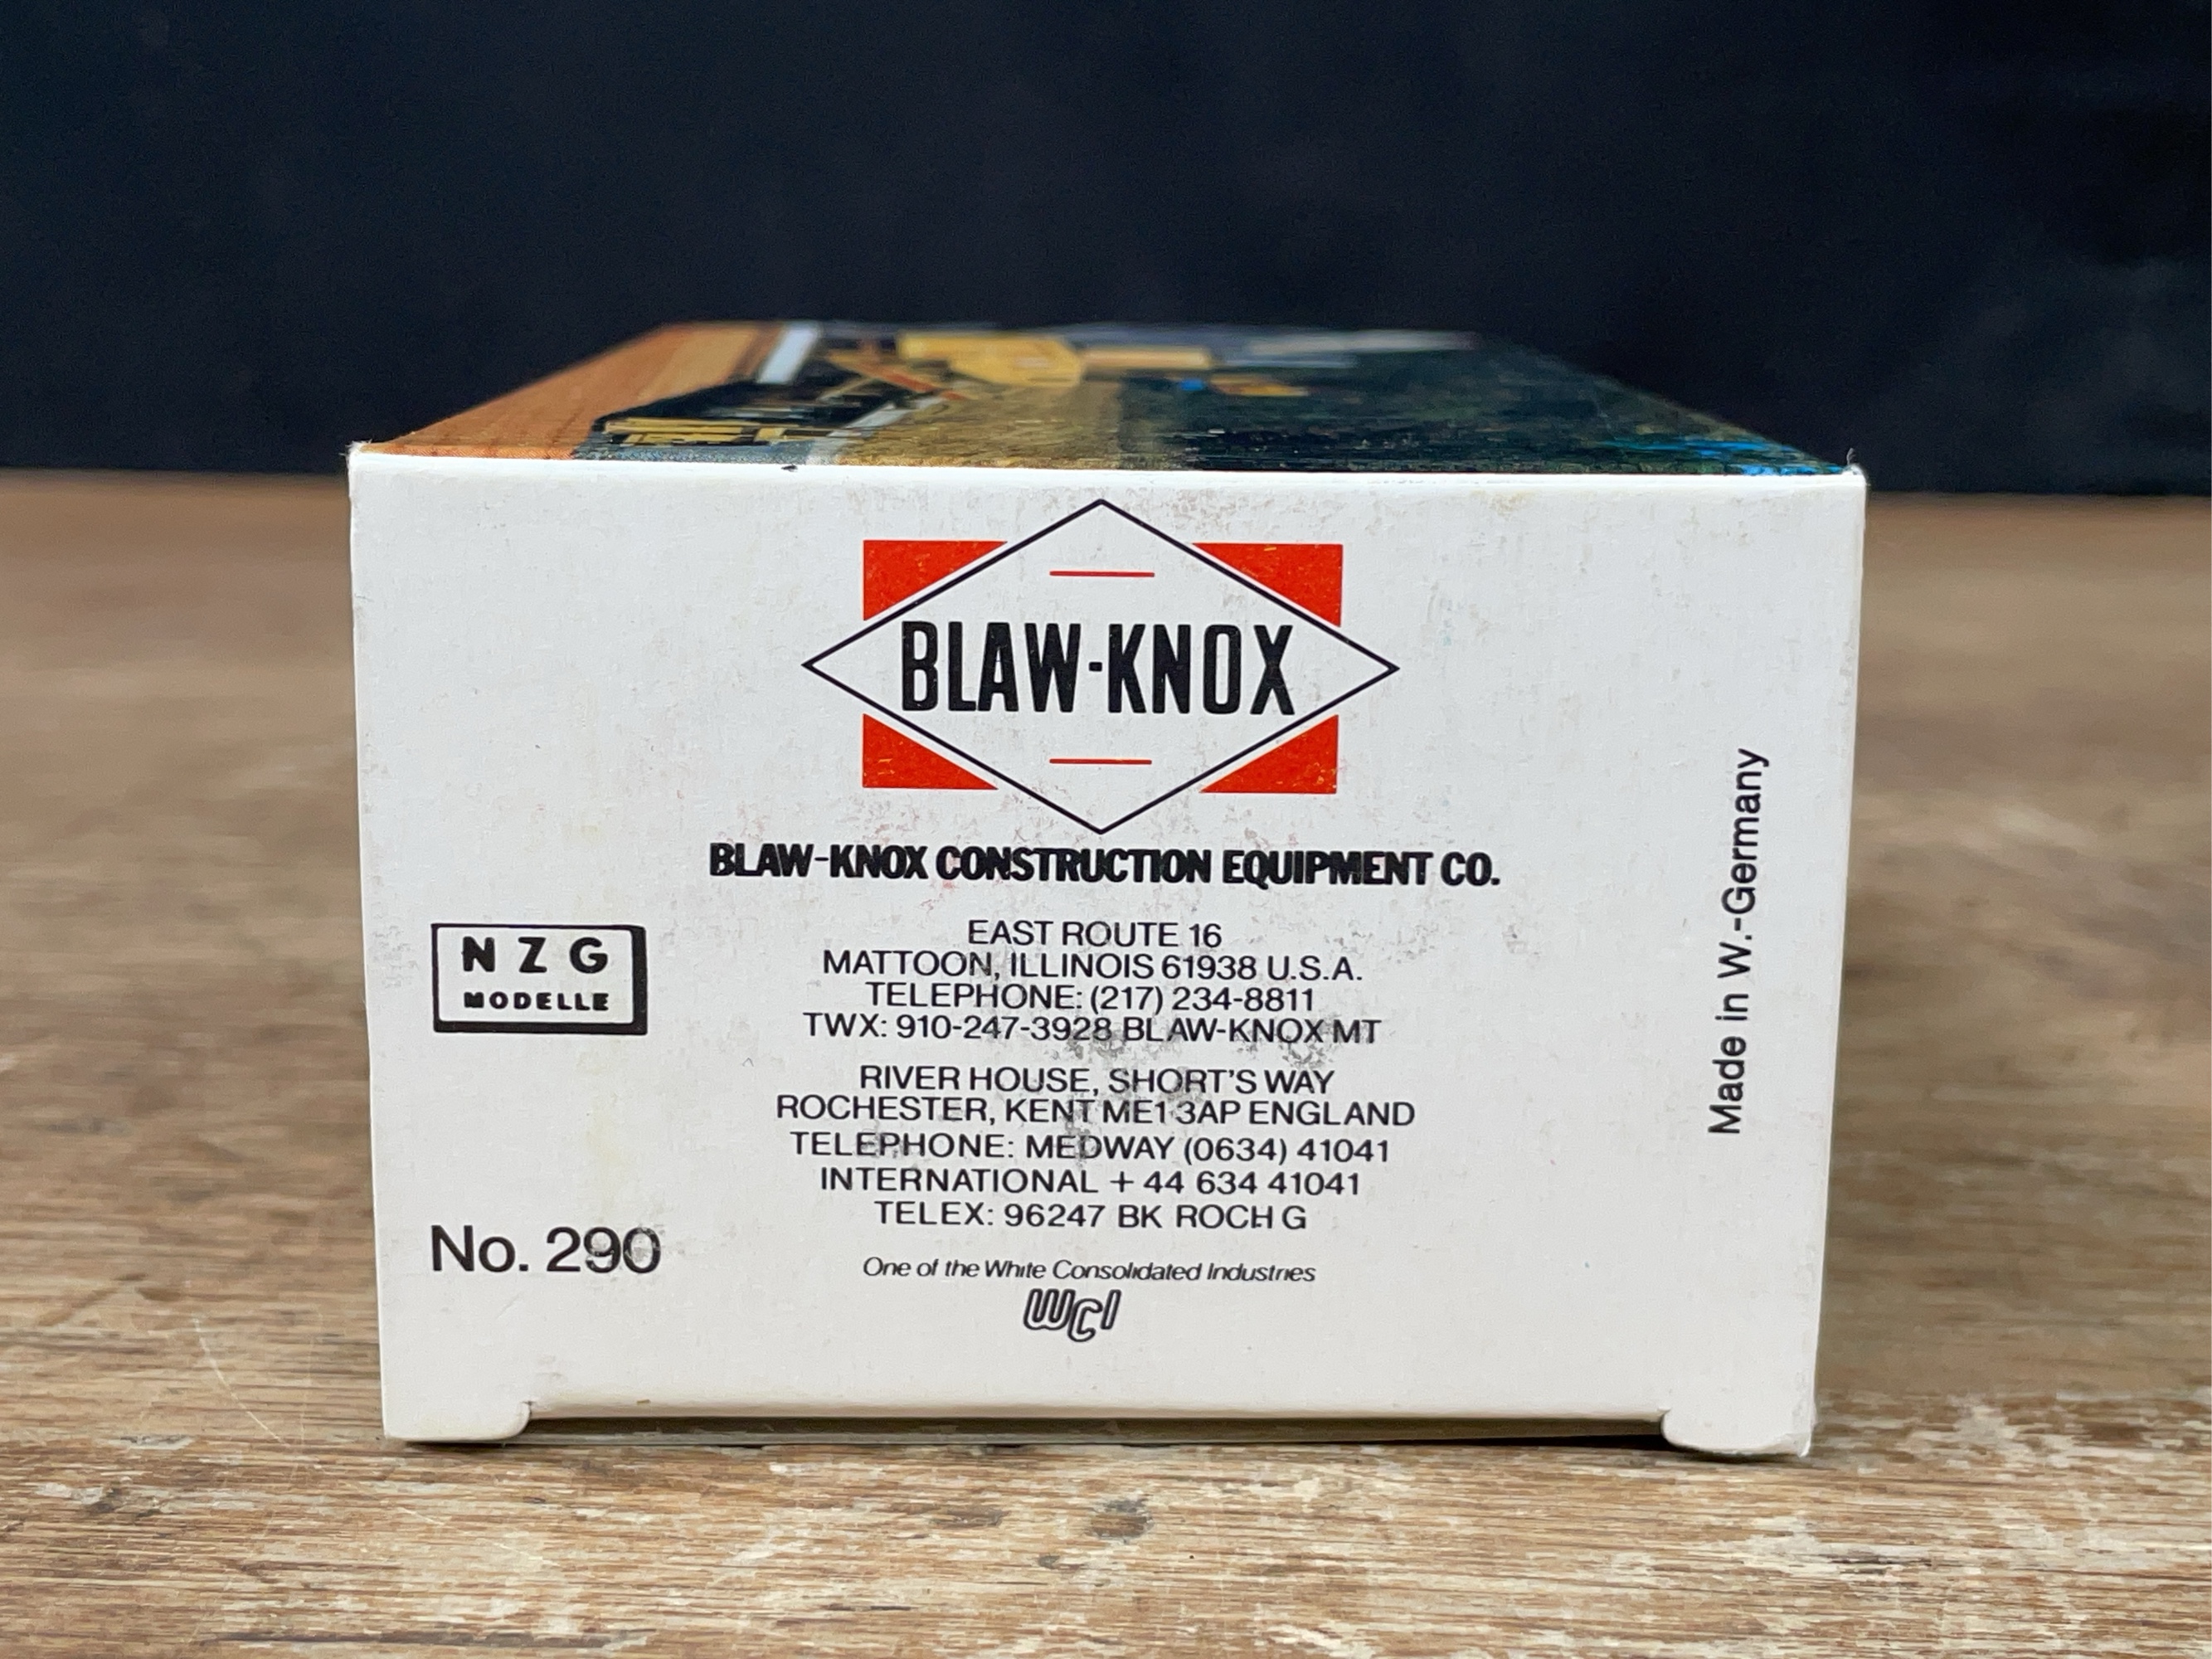 BLAW-KNOX
BLAW-KNOX CONSTRUCTION EQUIPMENT CO.
EAST ROUTE 16
MATTOON, ILLINOIS 61938 U.S.A.
TELEPHONE: (217) 234-8811
TWX: 910-247-3928 BLAW-KNOX MT
RIVER HOUSE, SHORT'S WAY
ROCHESTER, KENT ME1 3AP ENGLAND
TELEPHONE: MEDWAY (0634) 41041
INTERNATIONAL + 44 634 41041
TELEX: 96247 BK ROCH G
One of the White Consolidated Industries
WCI
N Z G
MODELLE
No. 290
Made in W.-Germany